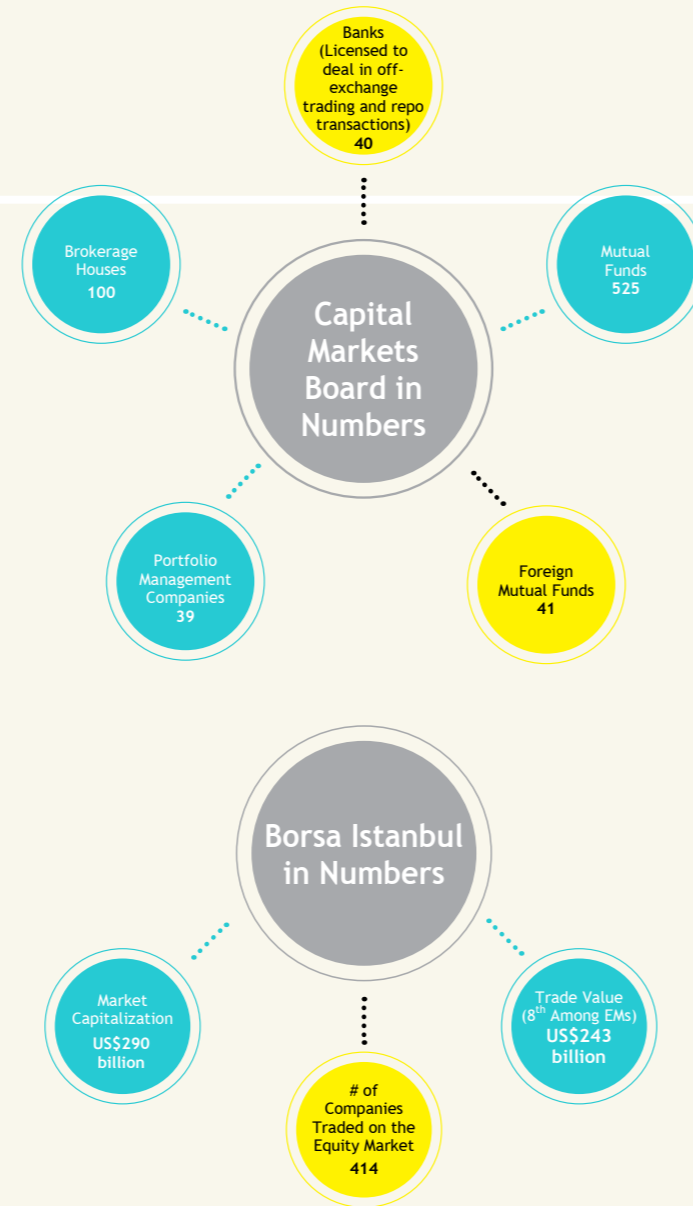 Banks
(Licensed to
deal in off-
exchange
trading and repo
transactions)
40
Brokerage
Houses
100
Mutual
Funds
525
Capital
Markets
Board in
Numbers
Portfolio
Management
Companies
39
Foreign
Mutual Funds
41
Borsa Istanbul
in Numbers
Market
Capitalization
US$290
billion
Trade Value
(8th Among EMs)
US$243
billion
# of
Companies
Traded on the
Equity Market
414